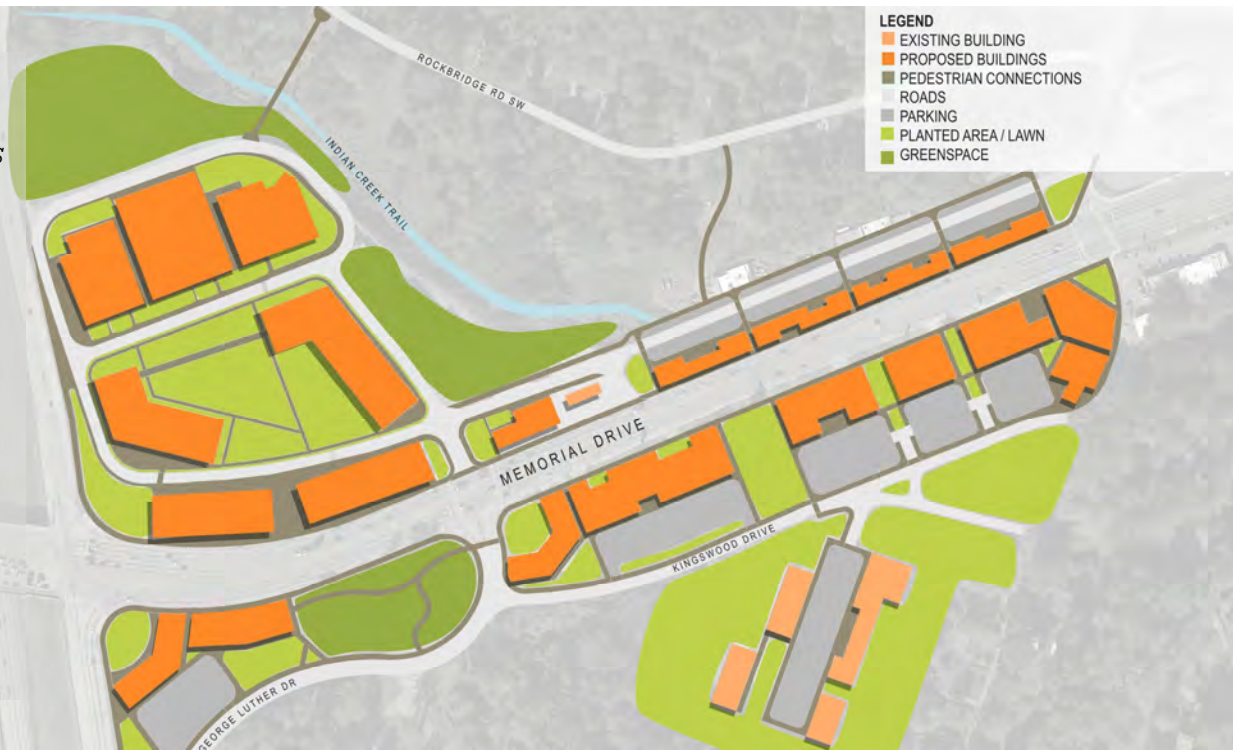 LEGEND
EXISTING BUILDING
PROPOSED BUILDINGS
PEDESTRIAN CONNECTIONS
ROADS
PARKING
PLANTED AREA / LAWN
GREENSPACE
ROCKBRIDGE RD SW
INDIAN CREEK TRAIL
MEMORIAL DRIVE
KINGSWOOD DRIVE
GEORGE LUTHER DR